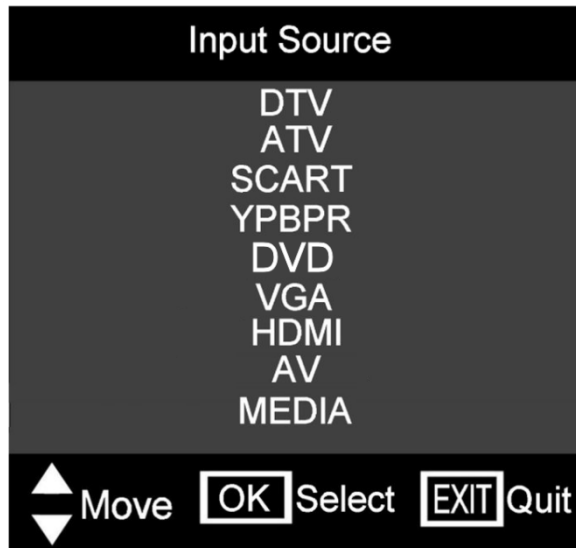 Input Source
DTV
ATV
SCART
YPBPR
DVD
VGA
HDMI
AV
MEDIA
Move OK Select EXIT Quit